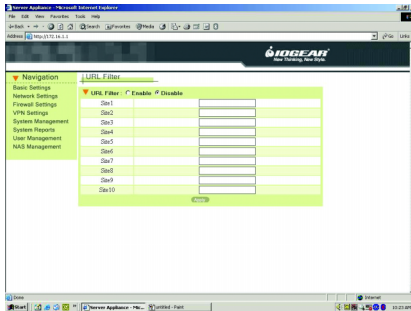 Server Appliance - Microsoft Internet Explorer
File Edit View Favorites Tools Help
Back Search Favorites Media
Address http://172.16.1.1 Go Links
IOGEAR
New Thinking, New Style.
Navigation
Basic Settings
Network Settings
Firewall Settings
VPN Settings
System Management
System Reports
User Management
NAS Management
URL Filter
URL Filter : Enable Disable
Site1
Site2
Site3
Site4
Site5
Site6
Site7
Site8
Site9
Site10
Apply
Done Internet
Start Server Appliance - Mic... untitled - Paint 10:23 AM